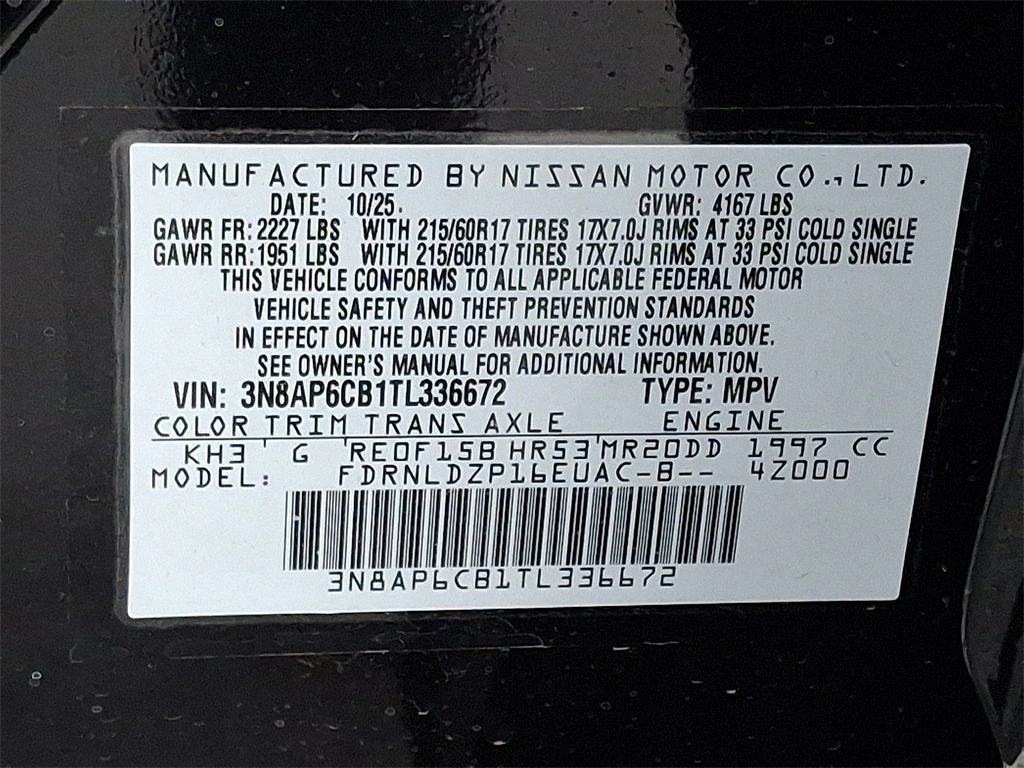 MANUFACTURED BY NISSAN MOTOR CO.,LTD.
DATE: 10/25. GVWR: 4167 LBS
GAWR FR: 2227 LBS WITH 215/60R17 TIRES 17X7.0J RIMS AT 33 PSI COLD SINGLE
GAWR RR: 1951 LBS WITH 215/60R17 TIRES 17X7.0J RIMS AT 33 PSI COLD SINGLE
THIS VEHICLE CONFORMS TO ALL APPLICABLE FEDERAL MOTOR
VEHICLE SAFETY AND THEFT PREVENTION STANDARDS
IN EFFECT ON THE DATE OF MANUFACTURE SHOWN ABOVE.
SEE OWNER'S MANUAL FOR ADDITIONAL INFORMATION.
VIN: 3N8AP6CB1TL336672 TYPE: MPV
COLOR TRIM TRANS AXLE ENGINE
KH3 G RE0F15B HR53 MR20DD 1997 CC
MODEL: FDRNLDZP16EUAC-B-- 4Z000
3N8AP6CB1TL336672